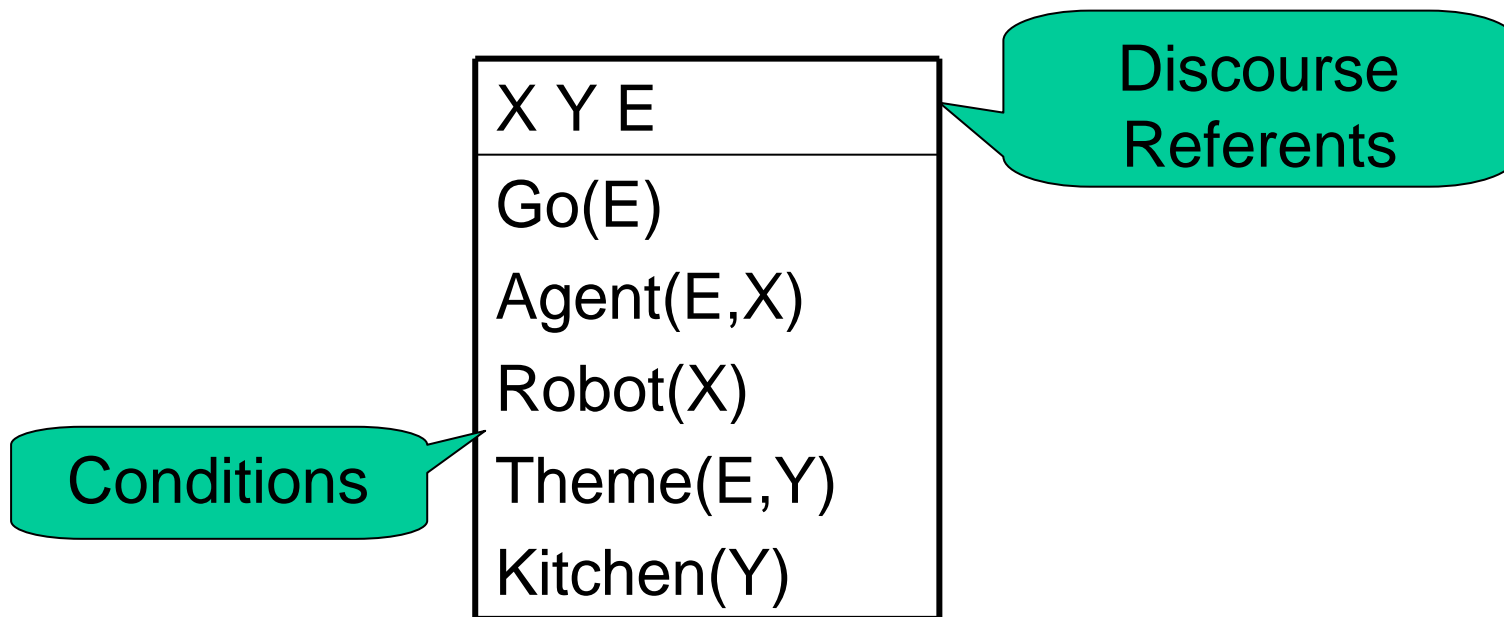 X Y E
Discourse
Referents
Go(E)
Agent(E,X)
Robot(X)
Conditions
Theme(E,Y)
Kitchen(Y)